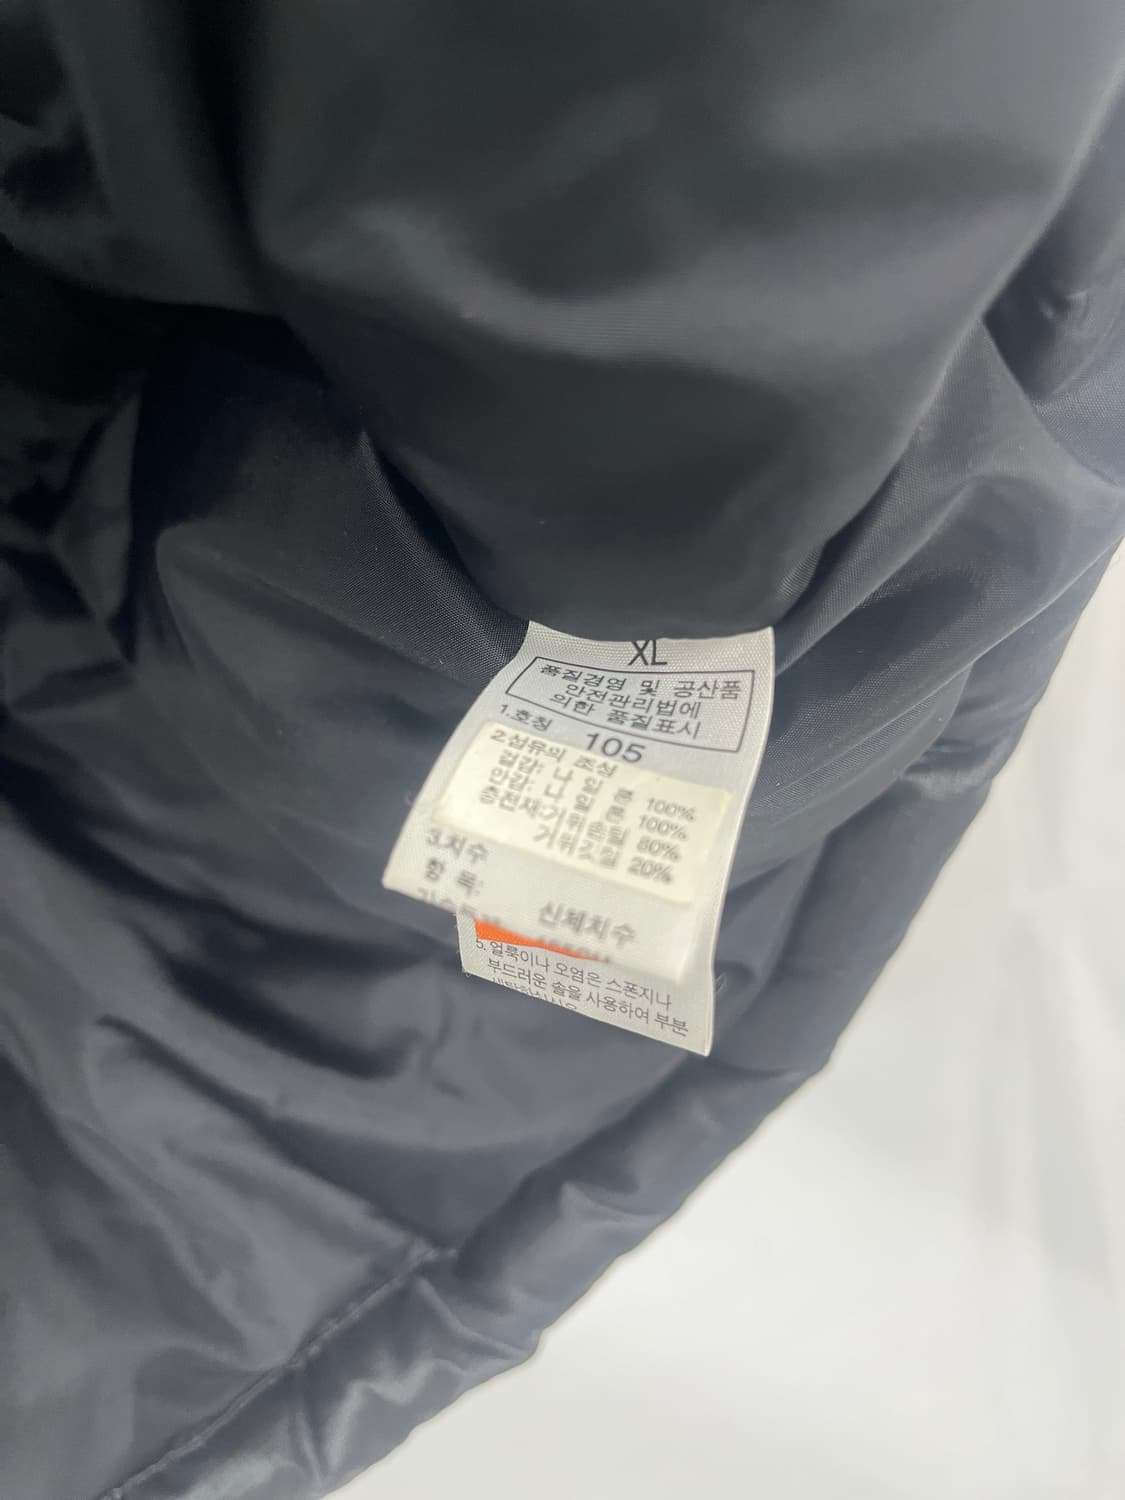 XL
품질경영 및 공산품
안전관리법에
의한 품질표시
1.호칭 105
2.섬유의 조성
겉감: 나일론 100%
안감: 나일론 100%
충전재:거위솜털 80%
거위깃털 20%
3.치수
항 목: 신체치수
5. 얼룩이나 오염은 스폰지나
부드러운 솔을 사용하여 부분